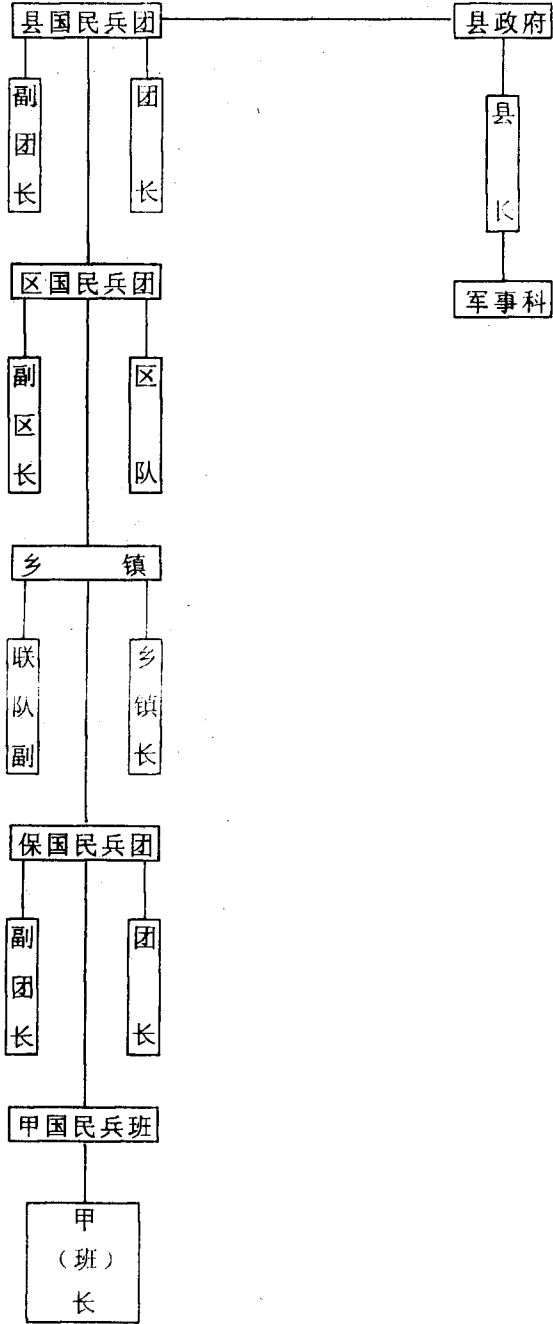 县国民兵团
县政府
副团长
团长
县长
军事科
区国民兵团
副区长
区队
乡镇
联队副
乡镇长
保国民兵团
副团长
团长
甲国民兵班
甲
（班）
长